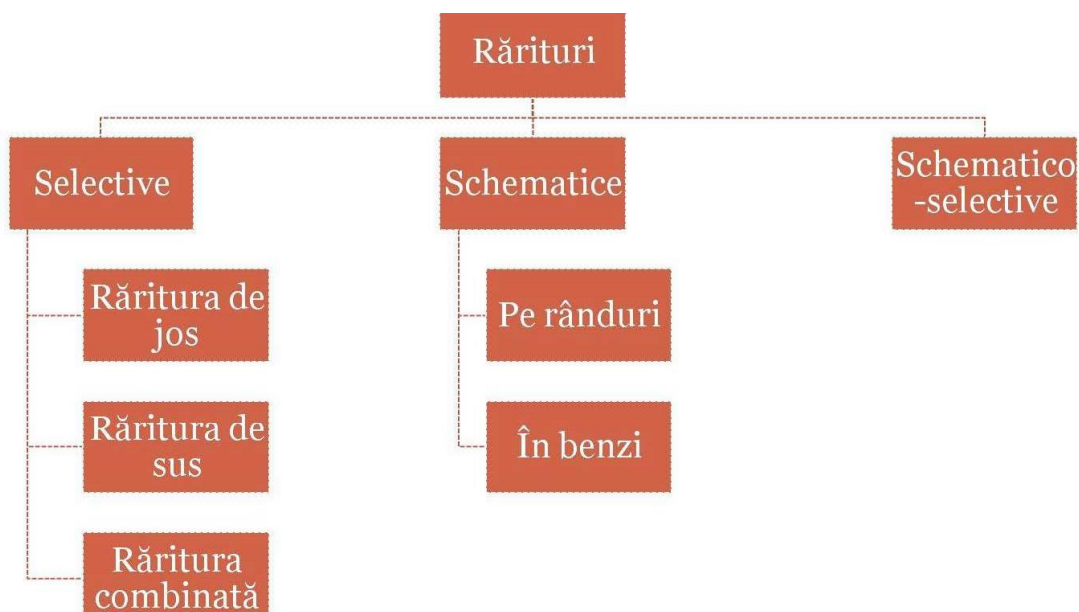 Rărituri
Selective
Schematice
Schematico
-selective
Răritura de
jos
Pe rânduri
Răritura de
sus
În benzi
Răritura
combinată